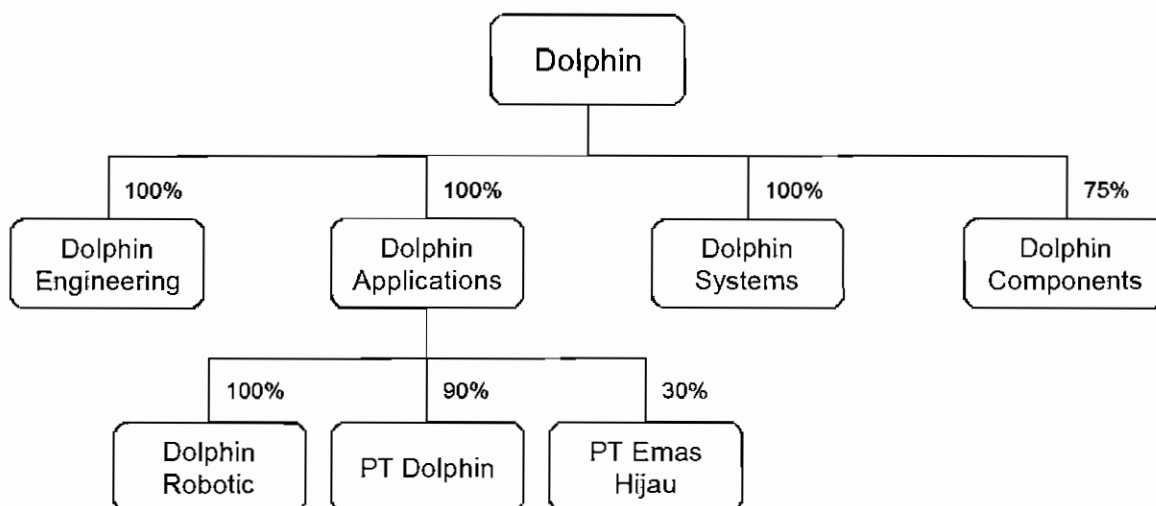 Dolphin
100%
100%
100%
75%
Dolphin
Engineering
Dolphin
Applications
Dolphin
Systems
Dolphin
Components
100%
90%
30%
Dolphin
Robotic
PT Dolphin
PT Emas
Hijau